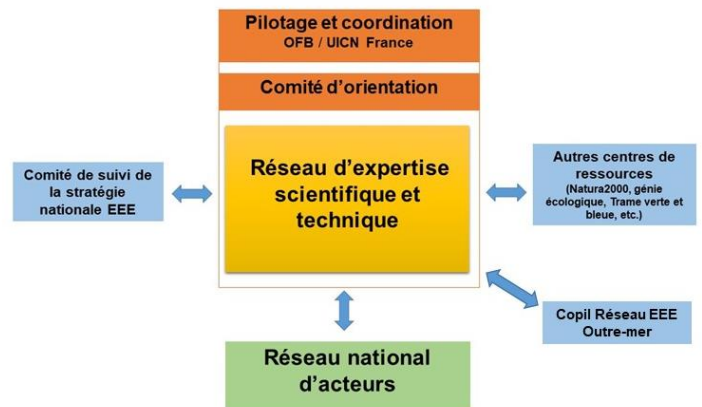 Pilotage et coordination
OFB / UICN France
Comité d'orientation
Réseau d'expertise
scientifique et
technique
Comité de suivi de
la stratégie
nationale EEE
Autres centres de
ressources
(Natura2000, génie
écologique, Trame verte et
bleue, etc.)
Copil Réseau EEE
Outre-mer
Réseau national
d'acteurs